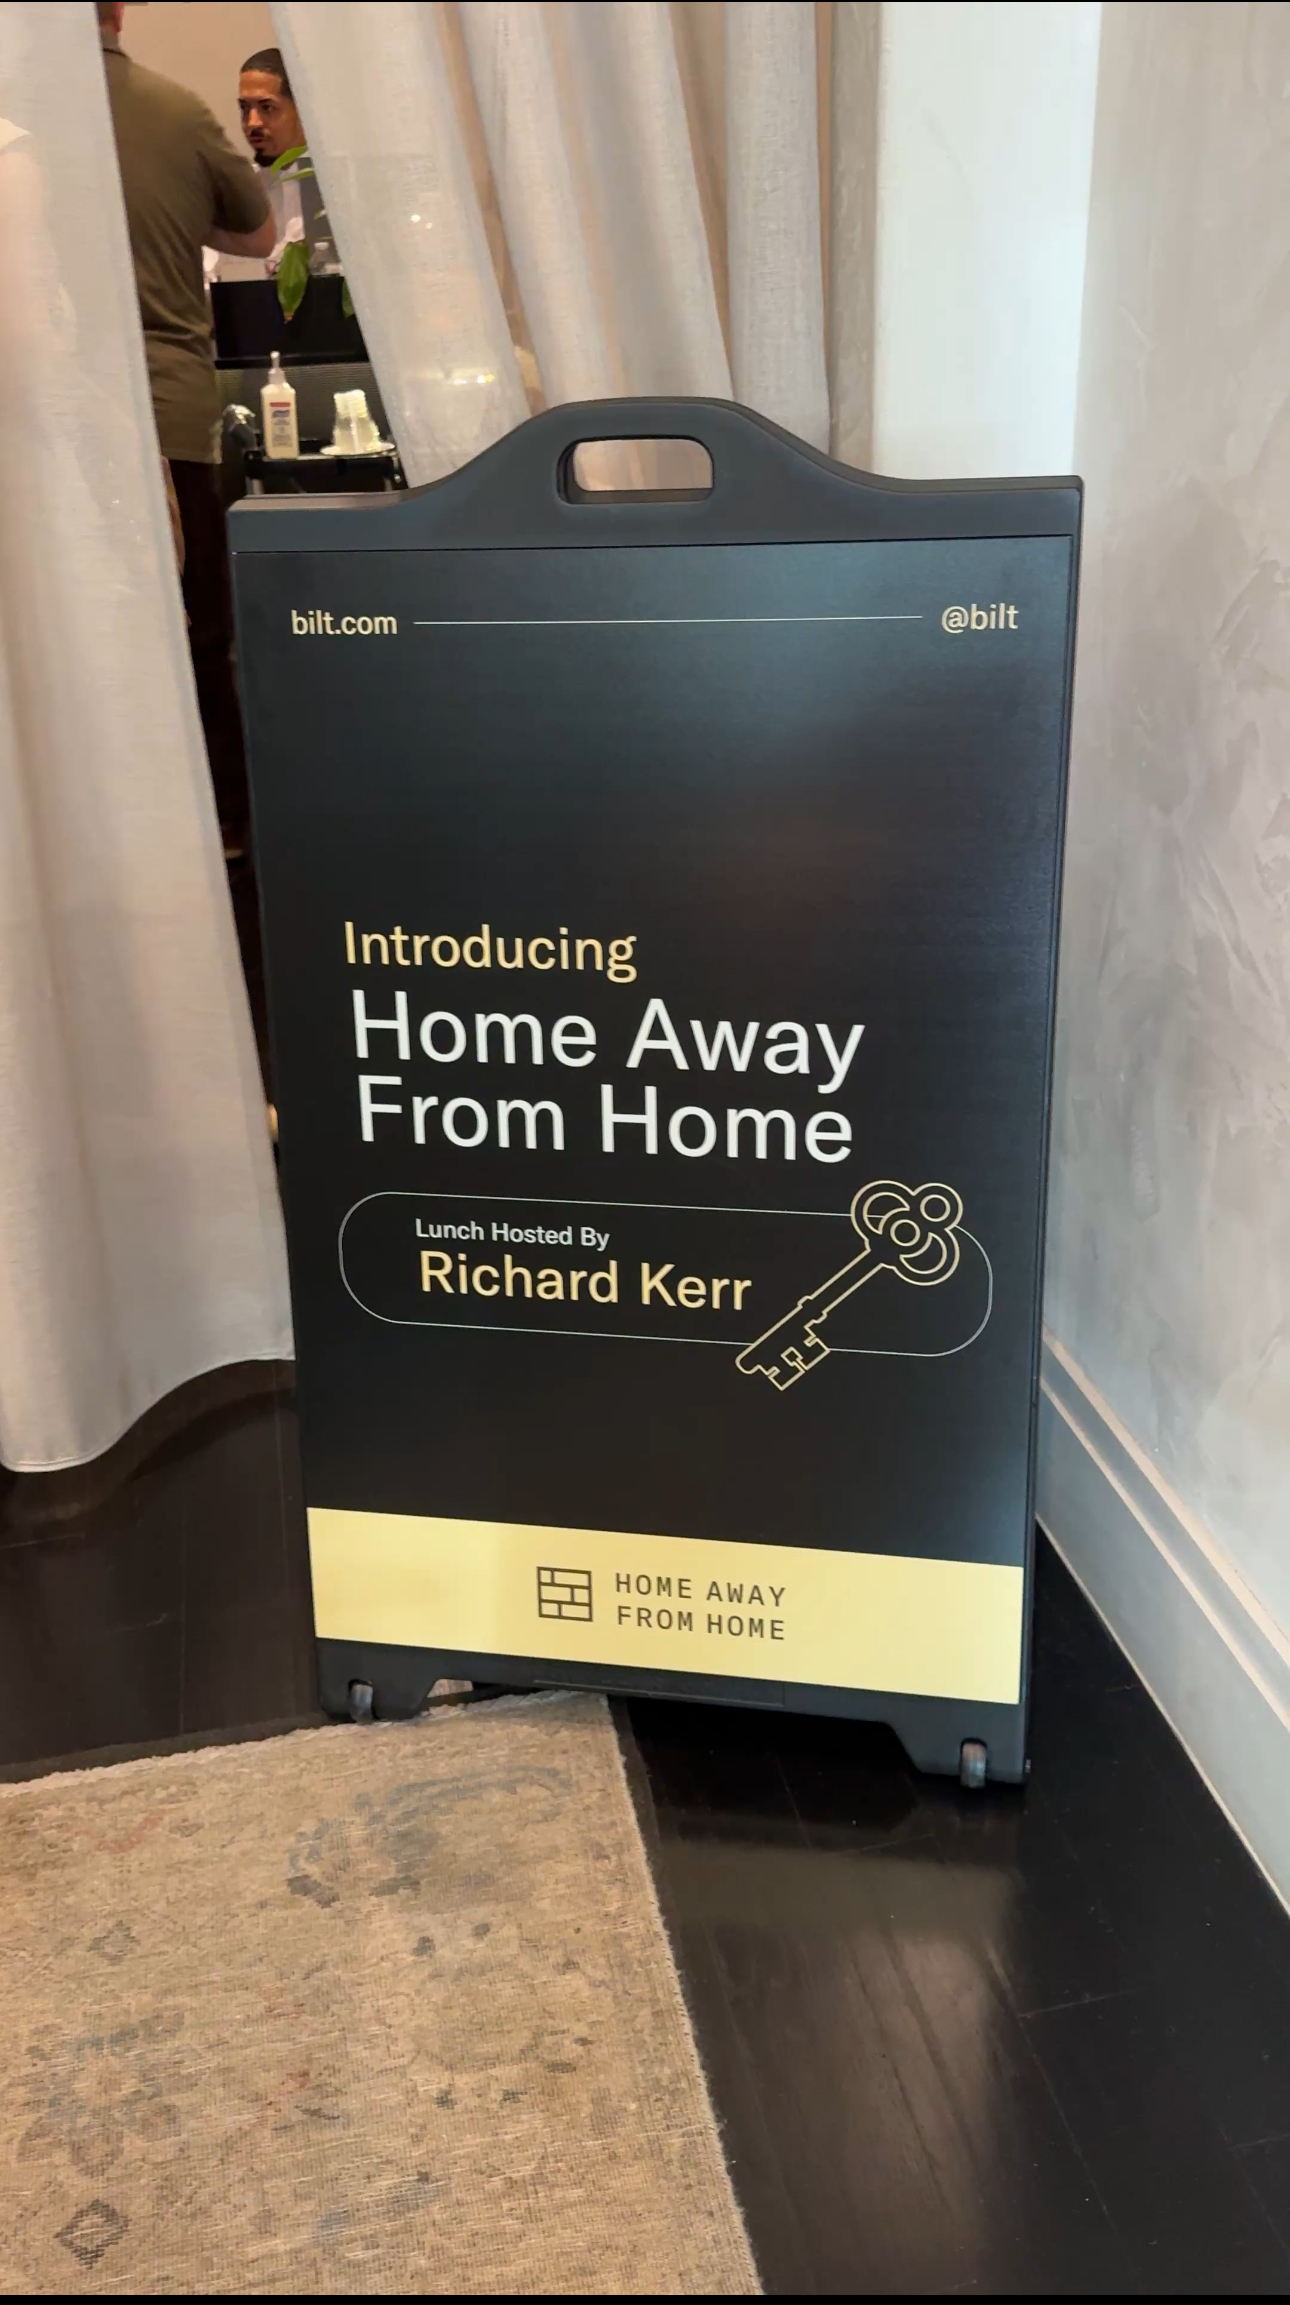 bilt.com
@bilt
Introducing
Home Away
From Home
Lunch Hosted By
Richard Kerr
HOME AWAY
FROM HOME